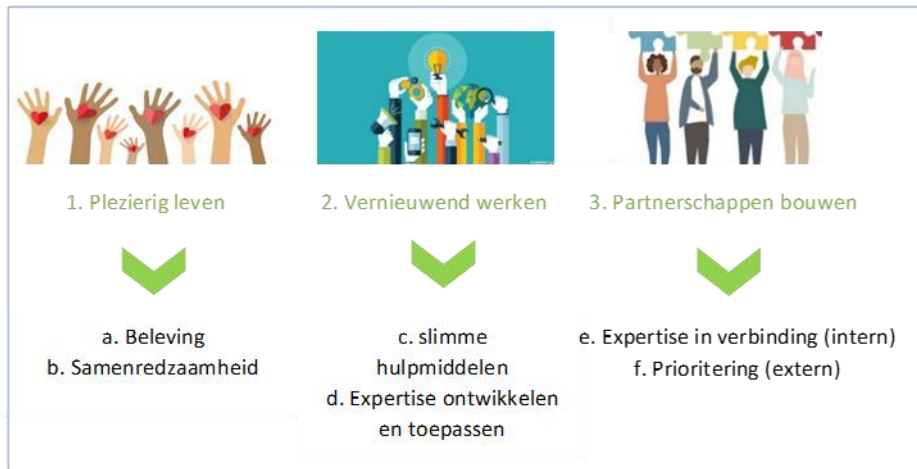 1. Plezierig leven
2. Vernieuwend werken
3. Partnerschappen bouwen
a. Beleving
b. Samenredzaamheid
c. slimme
hulpmiddelen
d. Expertise ontwikkelen
en toepassen
e. Expertise in verbinding (intern)
f. Prioritering (extern)